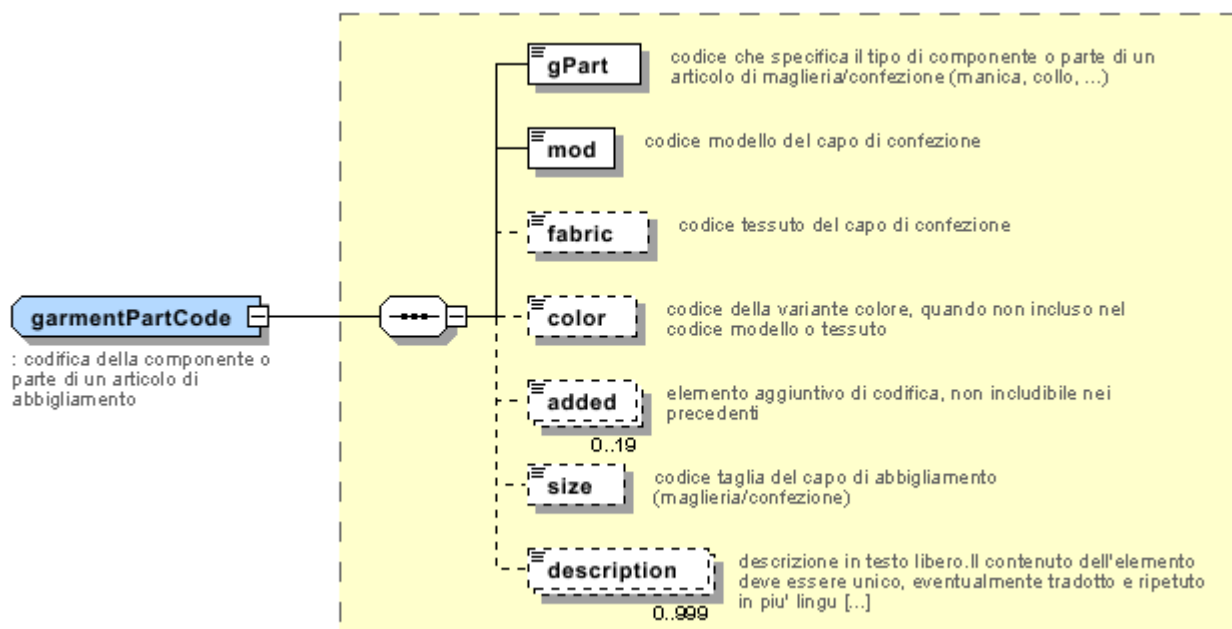 gPart
codice che specifica il tipo di componente o parte di un
articolo di maglieria/confezione (manica, collo, ...)
mod
codice modello del capo di confezione
fabric
codice tessuto del capo di confezione
garmentPartCode
: codifica della componente o
parte di un articolo di
abbigliamento
color
codice della variante colore, quando non incluso nel
codice modello o tessuto
added
0..19
elemento aggiuntivo di codifica, non includibile nei
precedenti
size
codice taglia del capo di abbigliamento
(maglieria/confezione)
description
0..999
descrizione in testo libero.Il contenuto dell'elemento
deve essere unico, eventualmente tradotto e ripetuto
in piu' lingu [...]